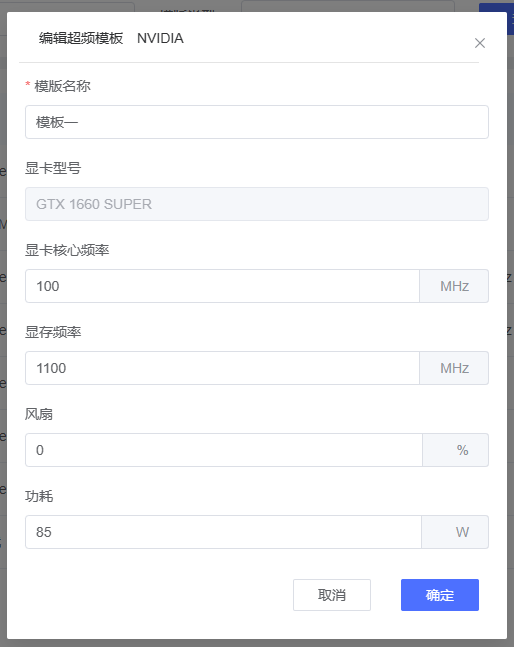 编辑超频模板 NVIDIA
* 模版名称
模板一
显卡型号
GTX 1660 SUPER
显卡核心频率
100 MHz
显存频率
1100 MHz
风扇
0 %
功耗
85 W
取消 确定